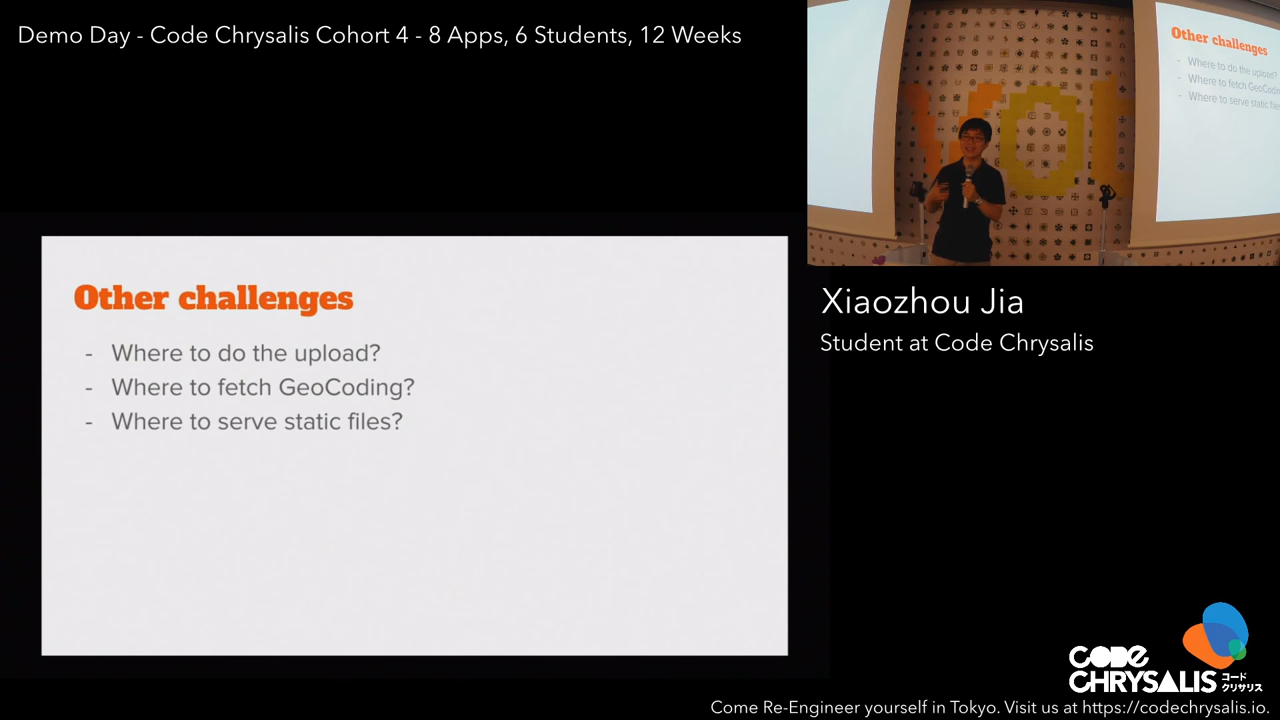 Demo Day - Code Chrysalis Cohort 4 - 8 Apps, 6 Students, 12 Weeks
Other challenges
- Where to do the upload?
- Where to fetch GeoCoding?
- Where to serve static files?
Other challenges
- Where to do the upload?
- Where to fetch GeoCodin
- Where to serve static file
Xiaozhou Jia
Student at Code Chrysalis
CODE
CHRYSALIS
コード
クリサリス
Come Re-Engineer yourself in Tokyo. Visit us at https://codechrysalis.io.